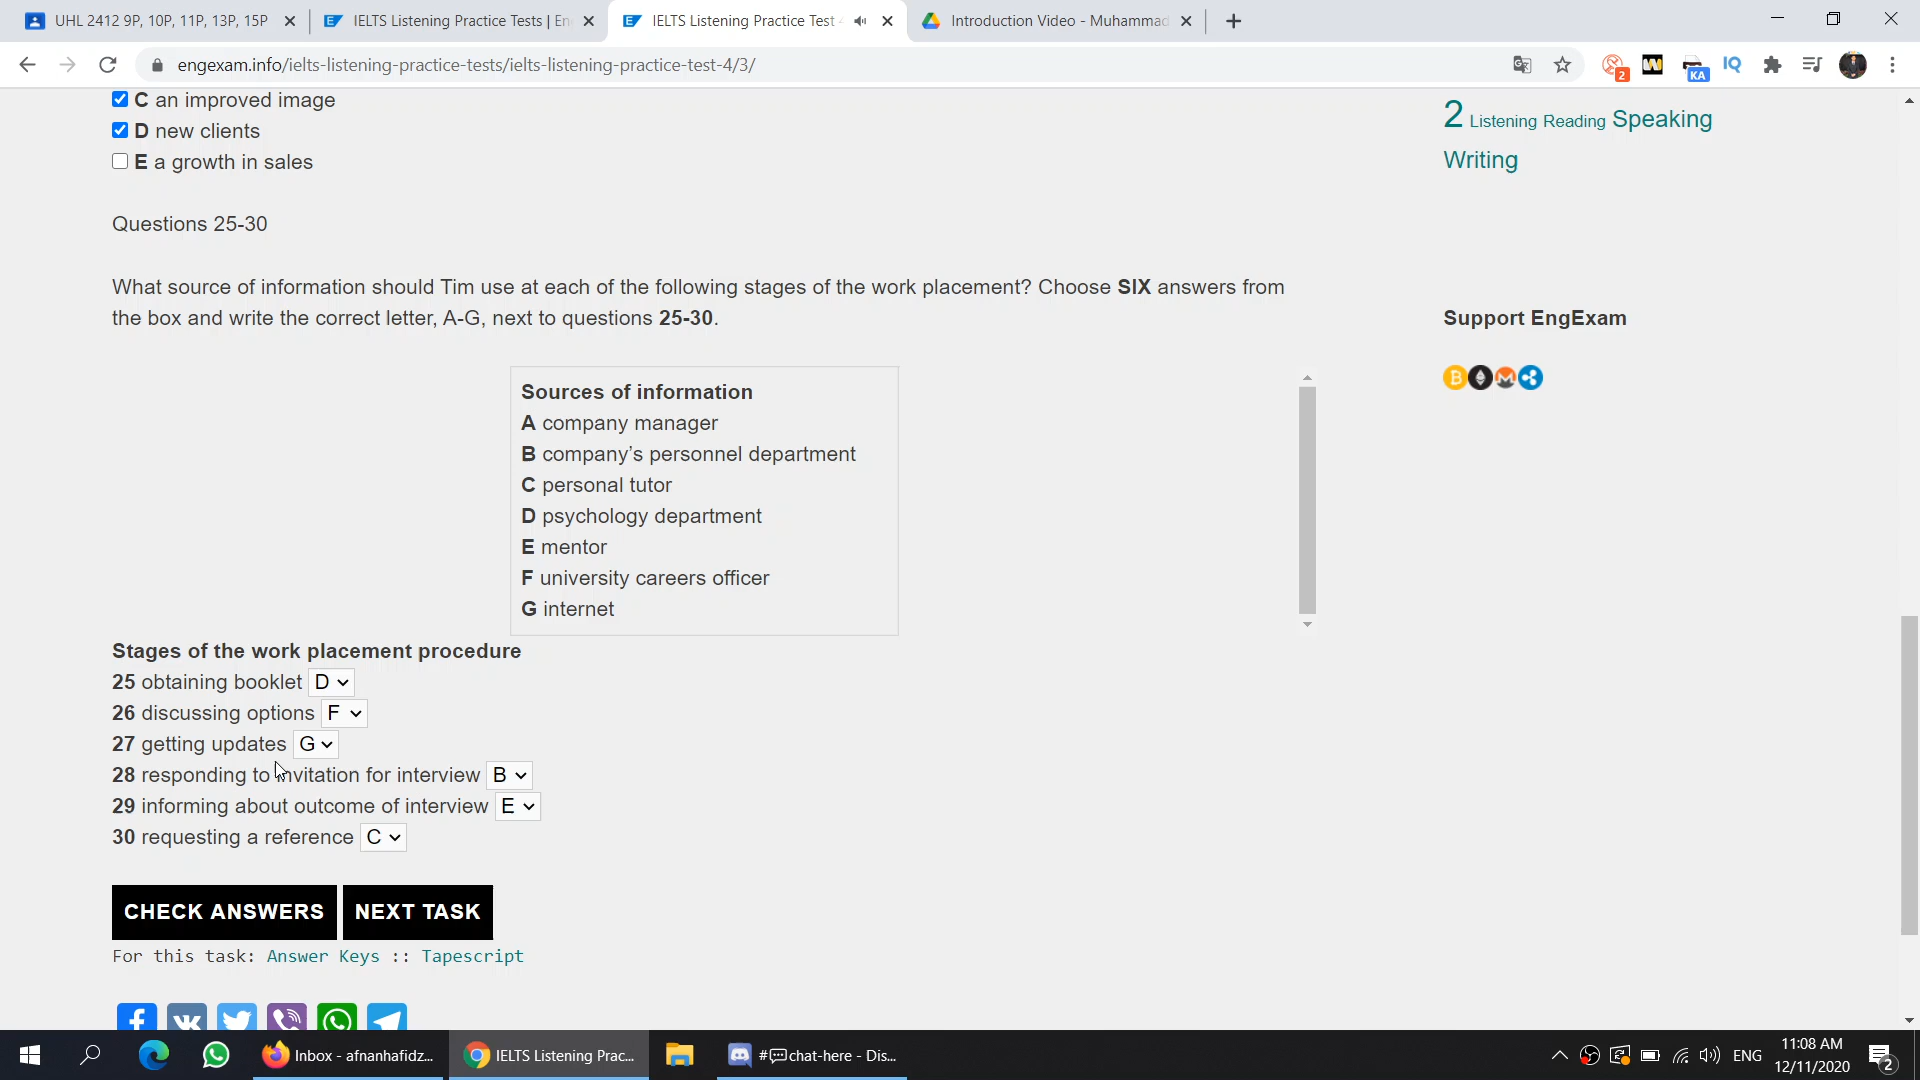 UHL 2412 9P, 10P, 11P, 13P, 15P
IELTS Listening Practice Tests | En
IELTS Listening Practice Test 4
Introduction Video - Muhammad
engexam.info/ielts-listening-practice-tests/ielts-listening-practice-test-4/3/
2
KA
IQ
C an improved image
D new clients
E a growth in sales
2 Listening Reading Speaking
Writing
Questions 25-30
What source of information should Tim use at each of the following stages of the work placement? Choose SIX answers from
the box and write the correct letter, A-G, next to questions 25-30.
Support EngExam
Sources of information
A company manager
B company’s personnel department
C personal tutor
D psychology department
E mentor
F university careers officer
G internet
Stages of the work placement procedure
25 obtaining booklet D
26 discussing options F
27 getting updates G
28 responding to invitation for interview B
29 informing about outcome of interview E
30 requesting a reference C
CHECK ANSWERS NEXT TASK
For this task: Answer Keys :: Tapescript
Inbox - afnanhafidz...
IELTS Listening Prac...
#chat-here - Dis...
ENG
11:08 AM
12/11/2020
2